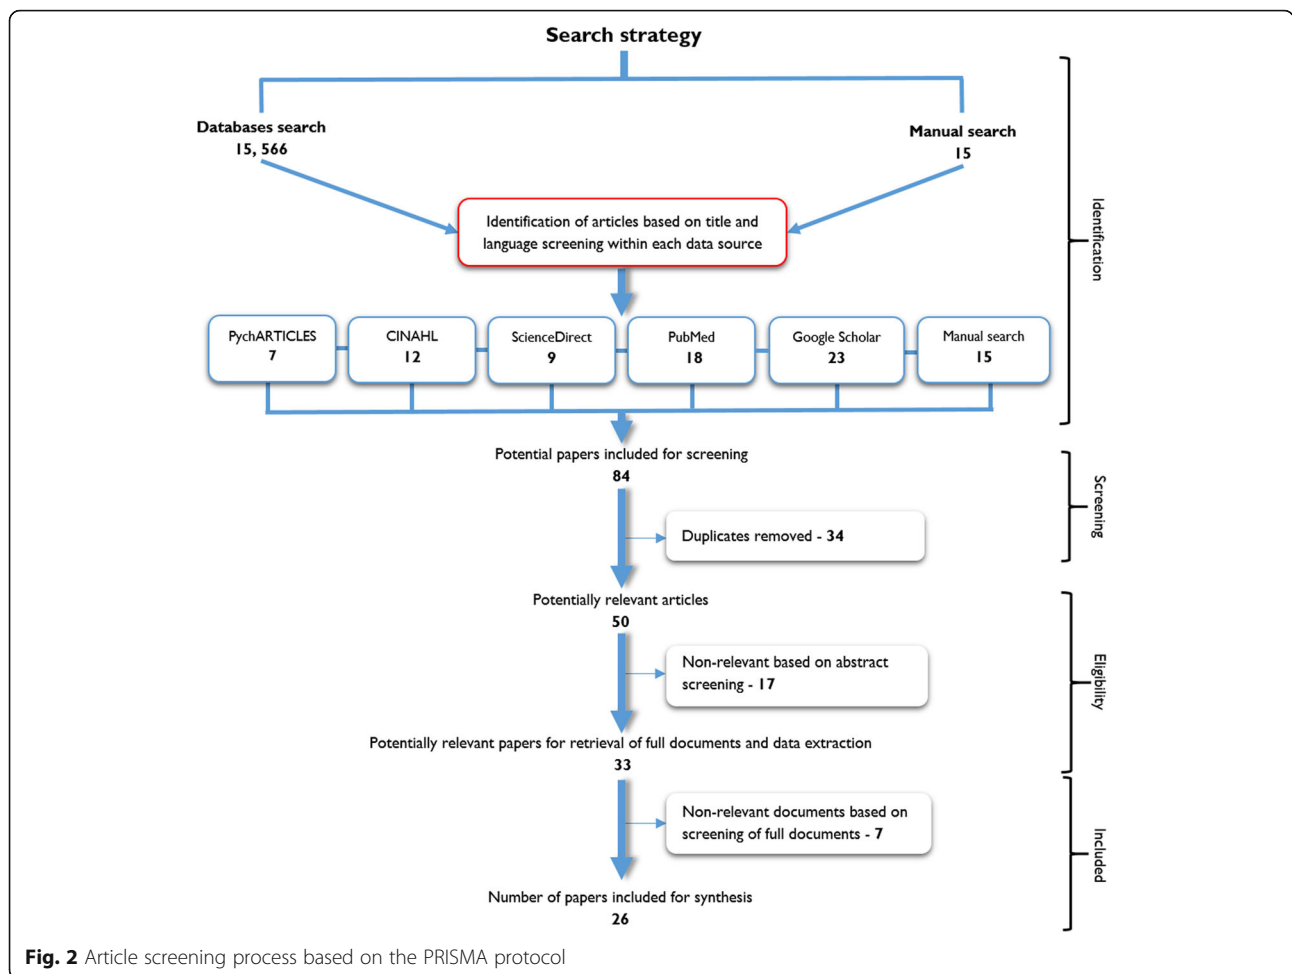 Search strategy
Databases search
15, 566
Manual search
15
Identification of articles based on title and
language screening within each data source
Identification
PychARTICLES
7
CINAHL
12
ScienceDirect
9
PubMed
18
Google Scholar
23
Manual search
15
Potential papers included for screening
84
Screening
Duplicates removed - 34
Potentially relevant articles
50
Non-relevant based on abstract
screening - 17
Eligibility
Potentially relevant papers for retrieval of full documents and data extraction
33
Non-relevant documents based on
screening of full documents - 7
Included
Number of papers included for synthesis
26
Fig. 2 Article screening process based on the PRISMA protocol